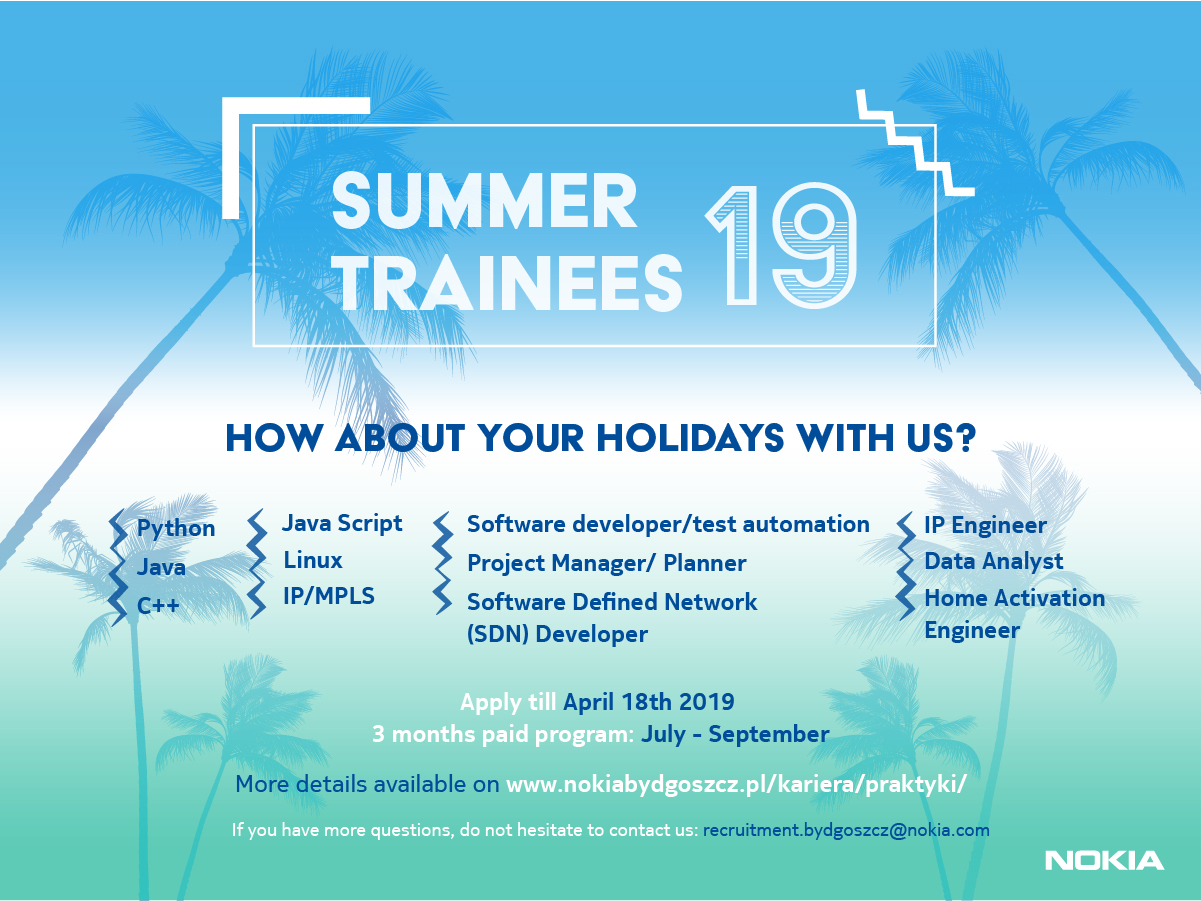 SUMMER
TRAINEES
19
HOW ABOUT YOUR HOLIDAYS WITH US?
Python
Java
C++
Java Script
Linux
IP/MPLS
Software developer/test automation
Project Manager/ Planner
Software Defined Network
(SDN) Developer
IP Engineer
Data Analyst
Home Activation
Engineer
Apply till April 18th 2019
3 months paid program: July - September
More details available on www.nokiabydgoszcz.pl/kariera/praktyki/
If you have more questions, do not hesitate to contact us: recruitment.bydgoszcz@nokia.com
NOKIA